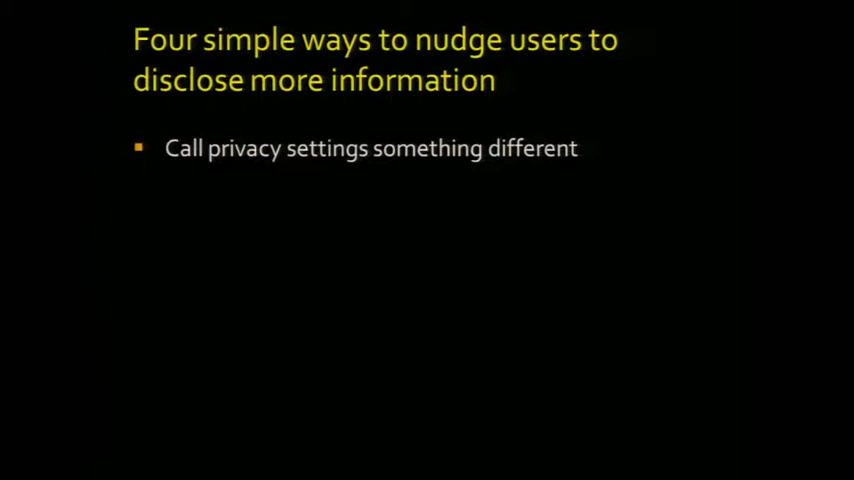 Four simple ways to nudge users to
disclose more information
▪ Call privacy settings something different